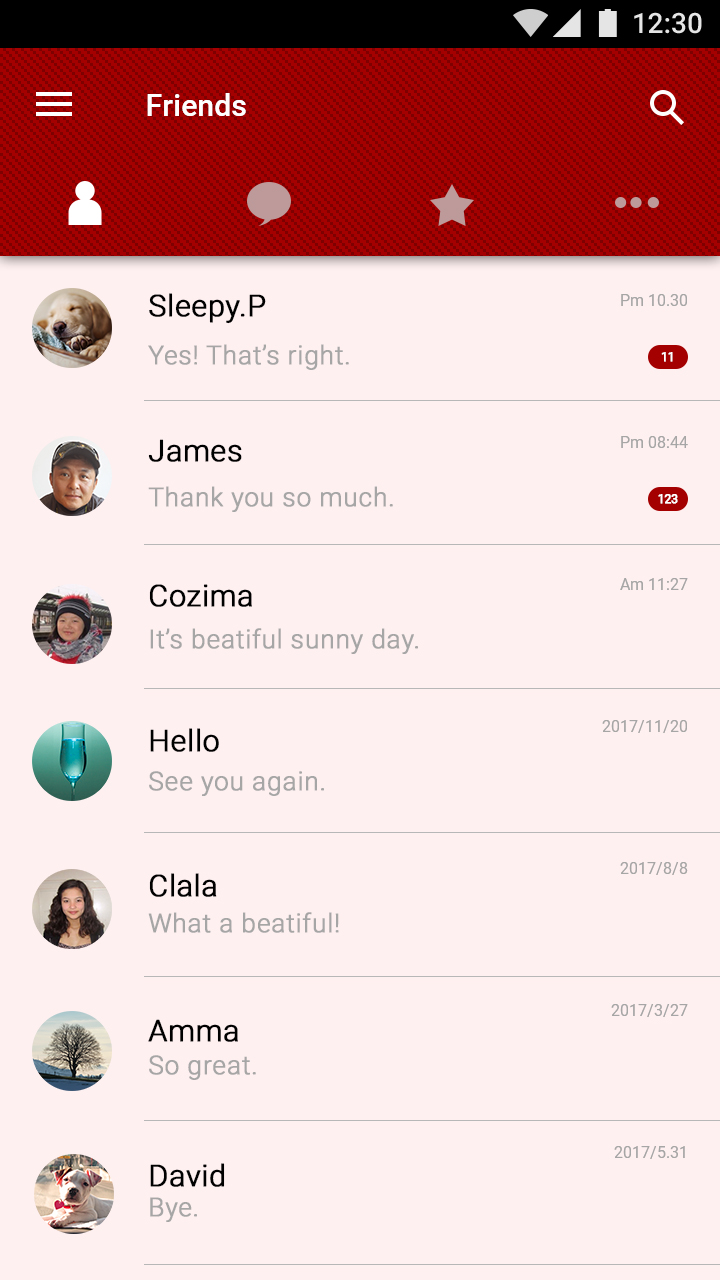 12:30
Friends
Sleepy.P
Pm 10.30
Yes! That’s right.
11
James
Pm 08:44
Thank you so much.
123
Cozima
Am 11:27
It’s beatiful sunny day.
Hello
2017/11/20
See you again.
Clala
2017/8/8
What a beatiful!
Amma
2017/3/27
So great.
David
2017/5.31
Bye.